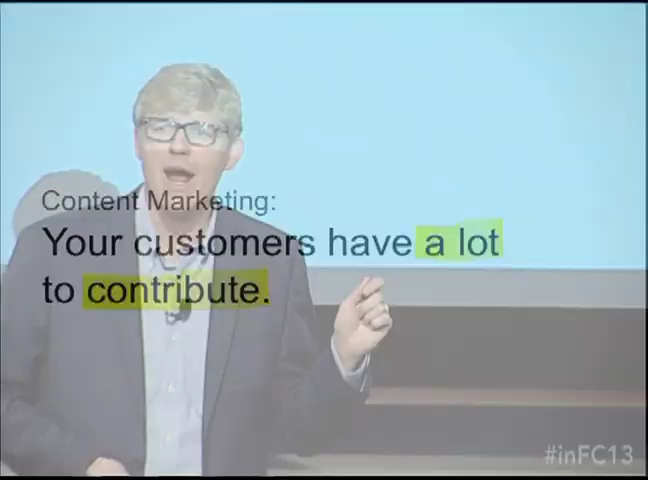 Content Marketing:
Your customers have a lot
to contribute.
#inFC13